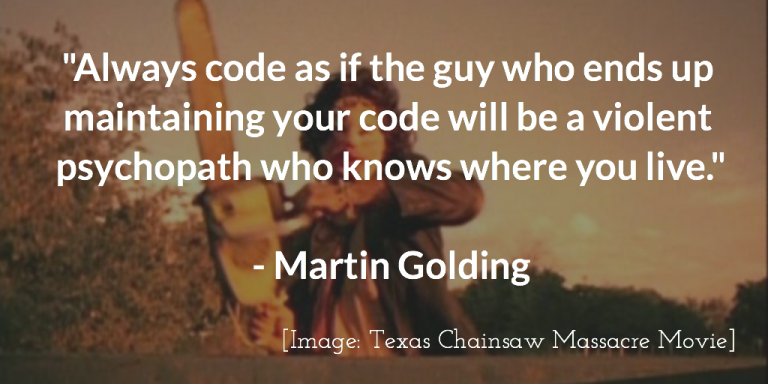 "Always code as if the guy who ends up
maintaining your code will be a violent
psychopath who knows where you live."
- Martin Golding
[Image: Texas Chainsaw Massacre Movie]